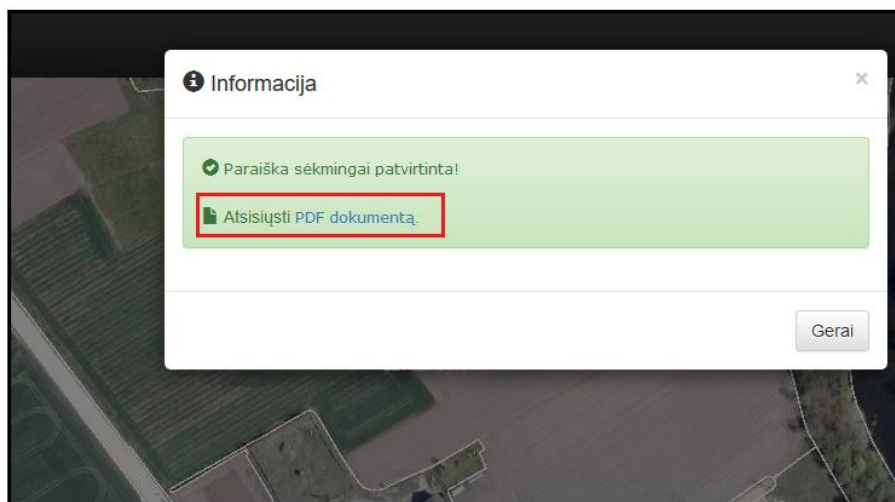 Informacija
×
Paraiška sėkmingai patvirtinta!
Atsisiųsti PDF dokumentą.
Gerai